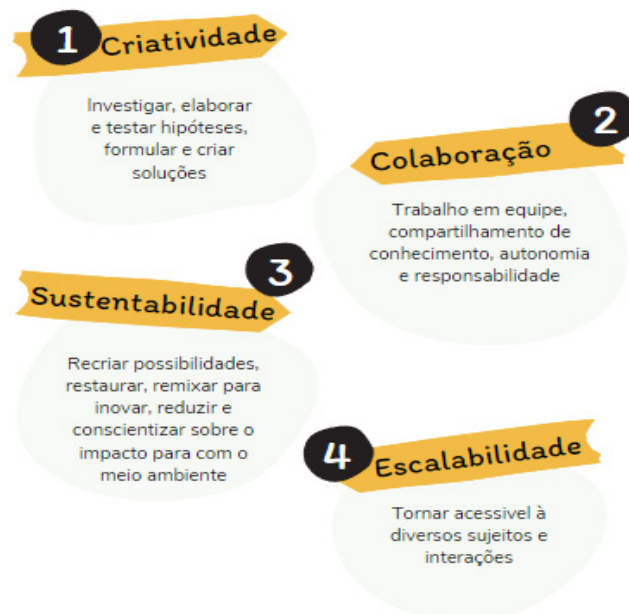 1
Criatividade
Investigar, elaborar
e testar hipóteses,
formular e criar
soluções
2
Colaboração
Trabalho em equipe,
compartilhamento de
conhecimento, autonomia
e responsabilidade
3
Sustentabilidade
Recriar possibilidades,
restaurar, remixar para
inovar, reduzir e
conscientizar sobre o
impacto para com o
meio ambiente
4
Escalabilidade
Tornar acessivel à
diversos sujeitos e
interações